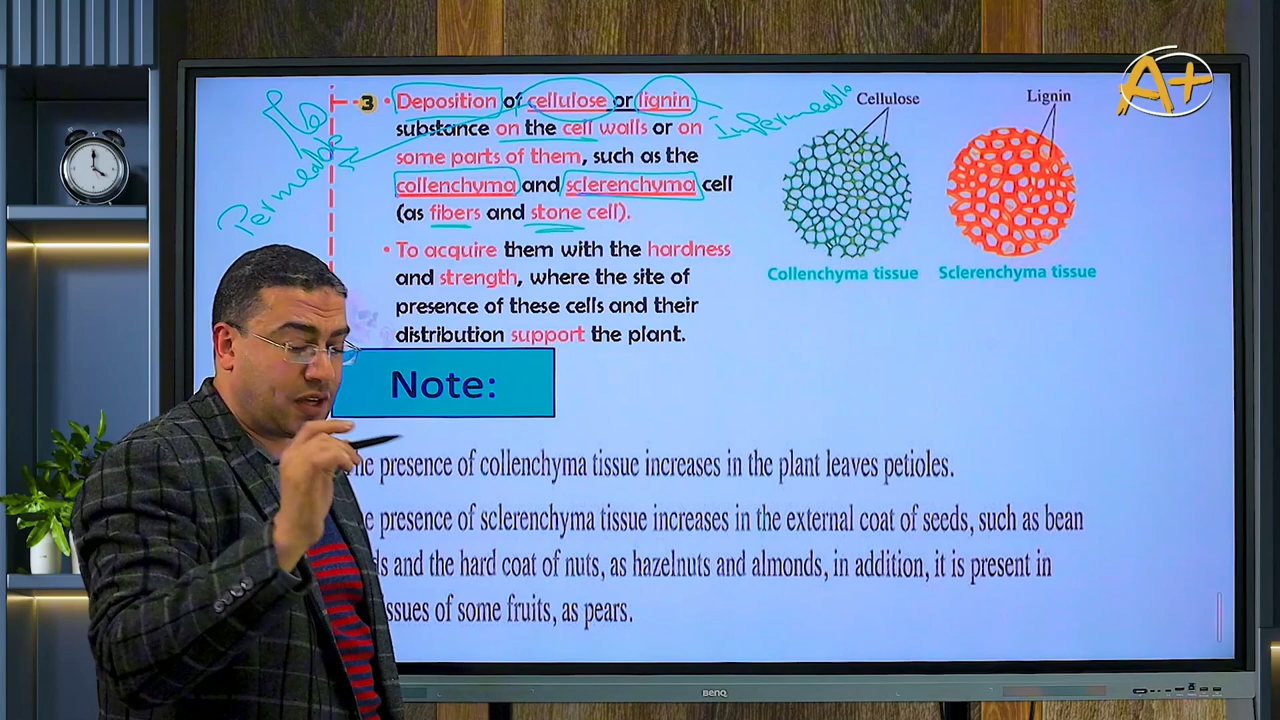 A+
3 • Deposition of cellulose or lignin
substance on the cell walls or on
some parts of them, such as the
collenchyma and sclerenchyma cell
(as fibers and stone cell).
• To acquire them with the hardness
and strength, where the site of
presence of these cells and their
distribution support the plant.
Permeable
Impermeable
Cellulose
Lignin
Collenchyma tissue
Sclerenchyma tissue
Note:
presence of collenchyma tissue increases in the plant leaves petioles.
presence of sclerenchyma tissue increases in the external coat of seeds, such as bean
and the hard coat of nuts, as hazelnuts and almonds, in addition, it is present in
of some fruits, as pears.
BENQ